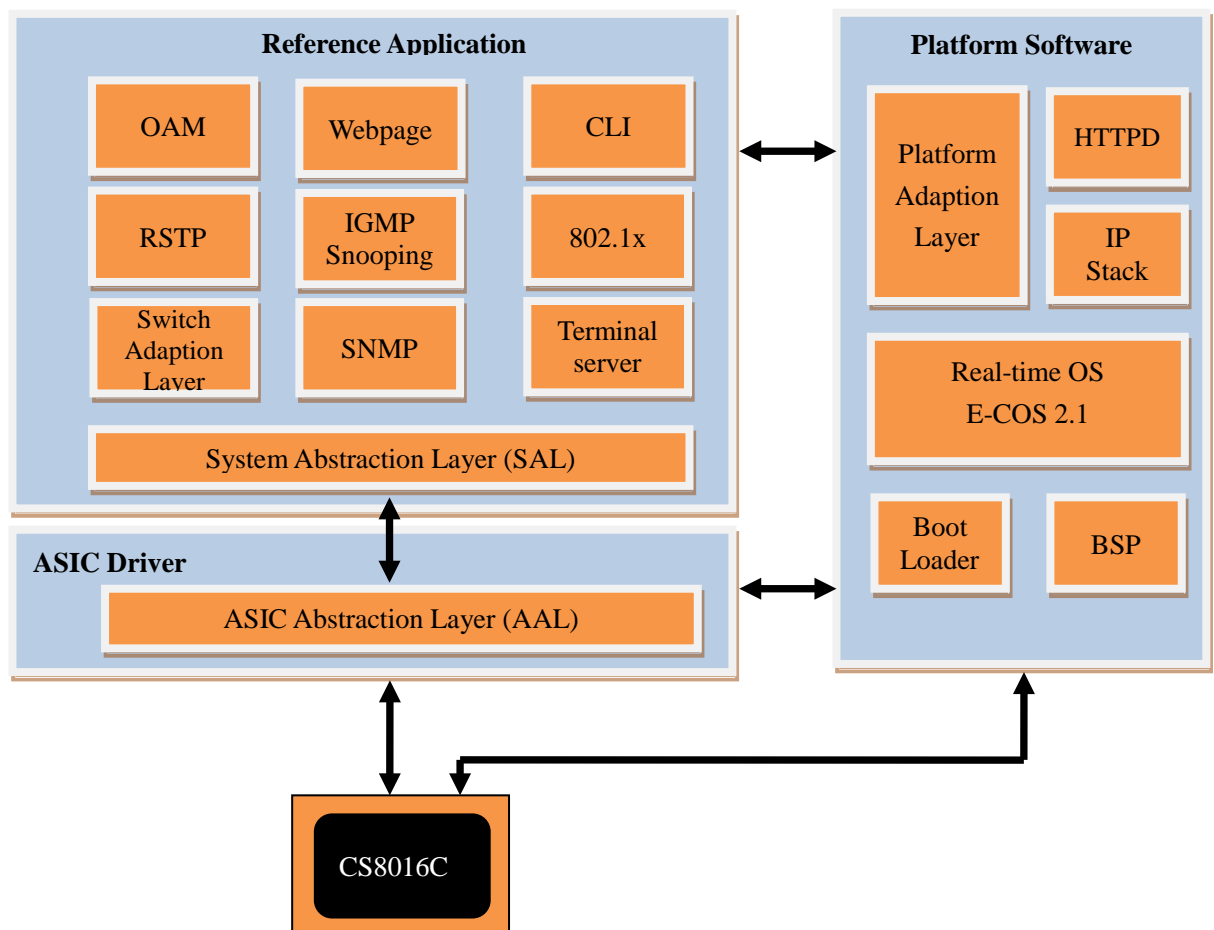 Reference Application
OAM
Webpage
CLI
RSTP
IGMP
Snooping
802.1x
Switch
Adaption
Layer
SNMP
Terminal
server
System Abstraction Layer (SAL)
ASIC Driver
ASIC Abstraction Layer (AAL)
Platform Software
Platform
Adaption
Layer
HTTPD
IP
Stack
Real-time OS
E-COS 2.1
Boot
Loader
BSP
CS8016C